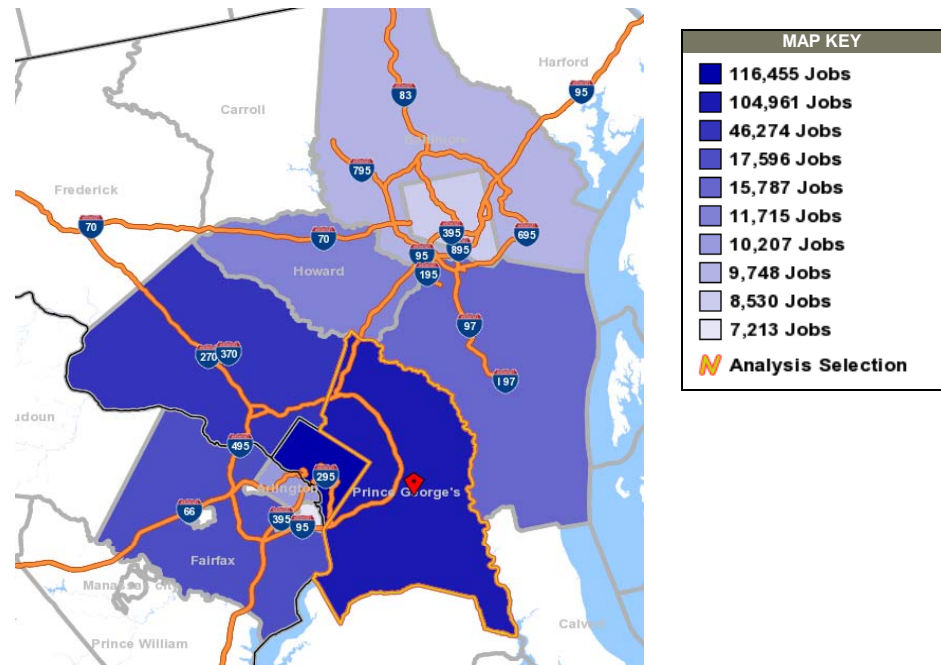 Harford
95
83
Carroll
795
Frederick
70
395
695
70
95
895
Howard
195
97
270
370
197
udoun
495
295
Arlington
Prince George's
66
395
95
Fairfax
Prince William
MAP KEY
116,455 Jobs
104,961 Jobs
46,274 Jobs
17,596 Jobs
15,787 Jobs
11,715 Jobs
10,207 Jobs
9,748 Jobs
8,530 Jobs
7,213 Jobs
Analysis Selection